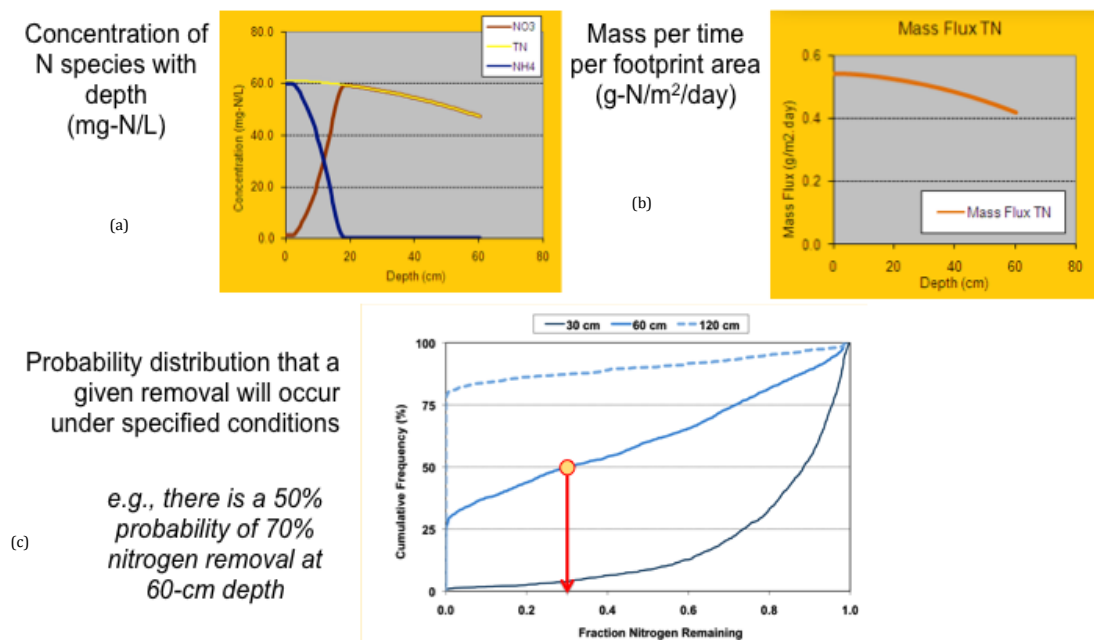 Concentration of
N species with
depth
(mg-N/L)
(a)
80.0
60.0
40.0
20.0
0.0
Concentration (mg-N/L)
NO3
TN
NH4
0
20
40
60
80
Depth (cm)
Mass per time
per footprint area
(g-N/m²/day)
(b)
Mass Flux TN
0.6
0.4
0.2
0.0
Mass Flux (g/m2. day)
Mass Flux TN
0
20
40
60
80
Depth (cm)
Probability distribution that a
given removal will occur
under specified conditions
e.g., there is a 50%
probability of 70%
nitrogen removal at
60-cm depth
(c)
30 cm
60 cm
120 cm
100
75
50
25
0
Cumulative Frequency (%)
0.0
0.2
0.4
0.6
0.8
1.0
Fraction Nitrogen Remaining